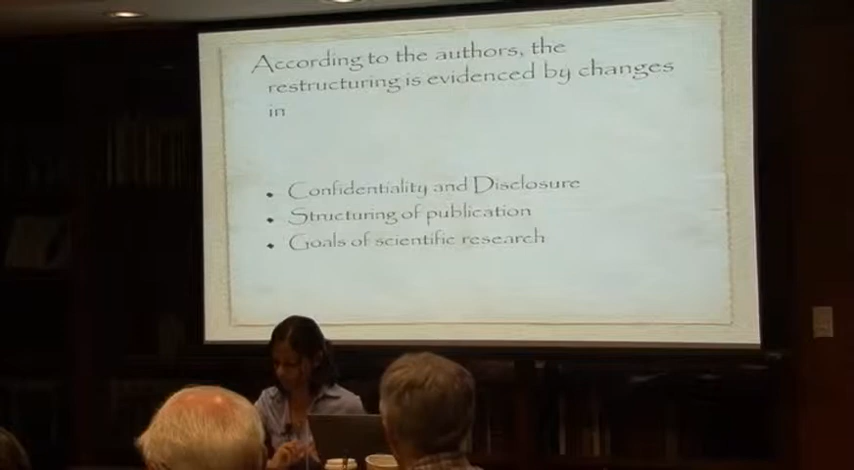 According to the authors, the
restructuring is evidenced by changes
in
• Confidentiality and Disclosure
• Structuring of publication
• Goals of scientific research